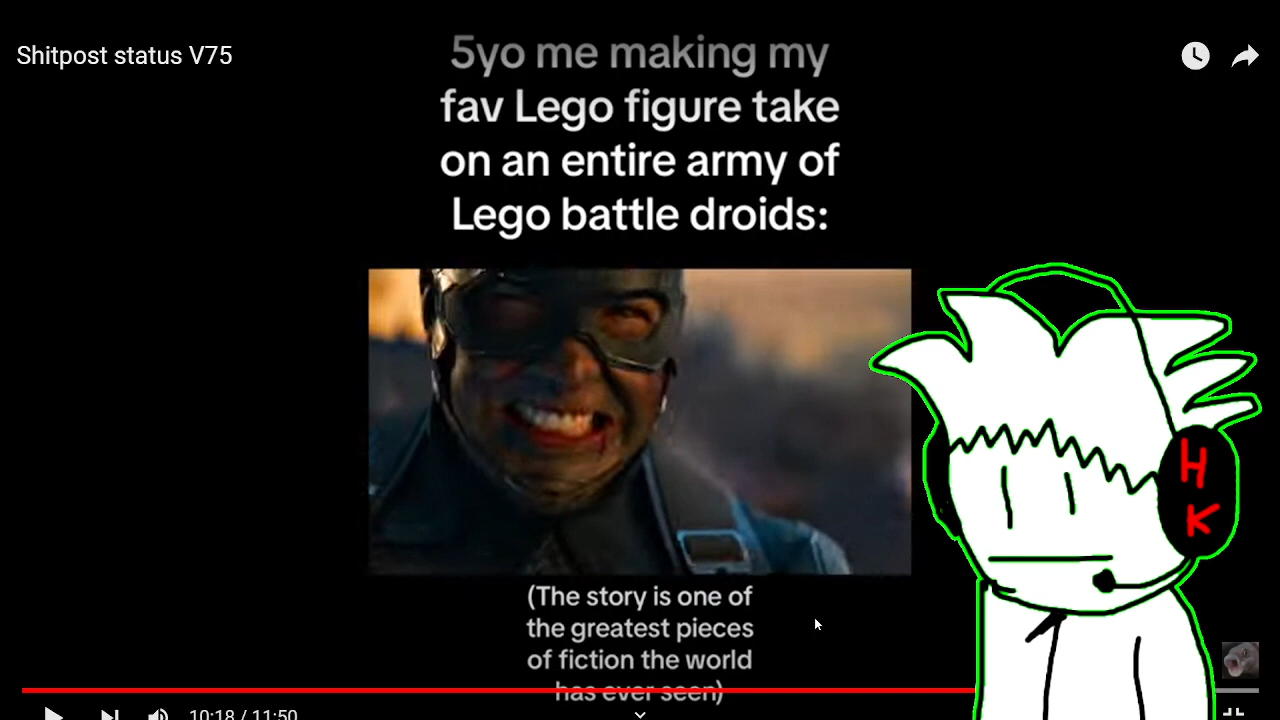 Shitpost status V75
5yo me making my
fav Lego figure take
on an entire army of
Lego battle droids:
H
K
(The story is one of
the greatest pieces
of fiction the world
has ever seen)
10:18 / 11:50